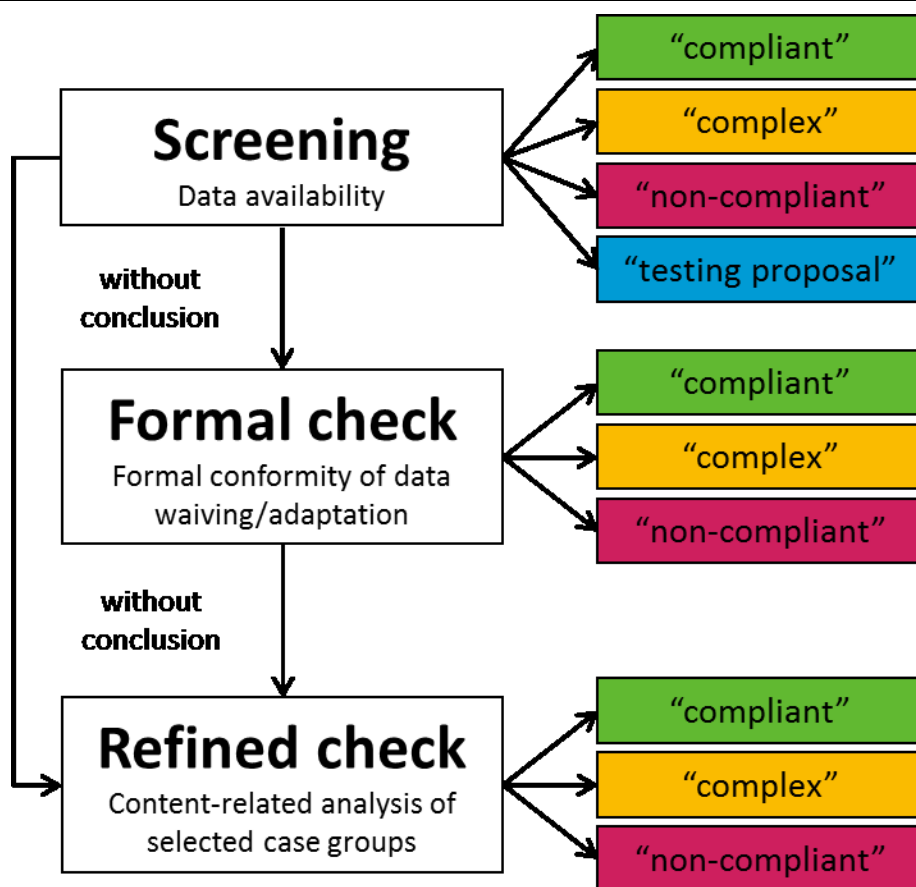 “compliant”
Screening
Data availability
“complex”
“non-compliant”
“testing proposal”
without
conclusion
Formal check
Formal conformity of data
waiving/adaptation
“compliant”
“complex”
“non-compliant”
without
conclusion
Refined check
Content-related analysis of
selected case groups
“compliant”
“complex”
“non-compliant”